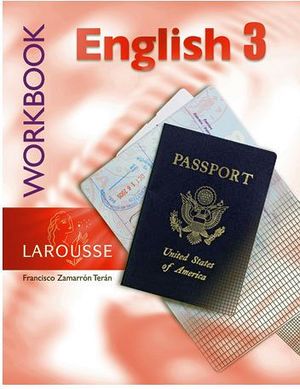 WORKBOOK
English 3
PASSPORT
United States
of America
LAROUSSE
Francisco Zamarrón Terán